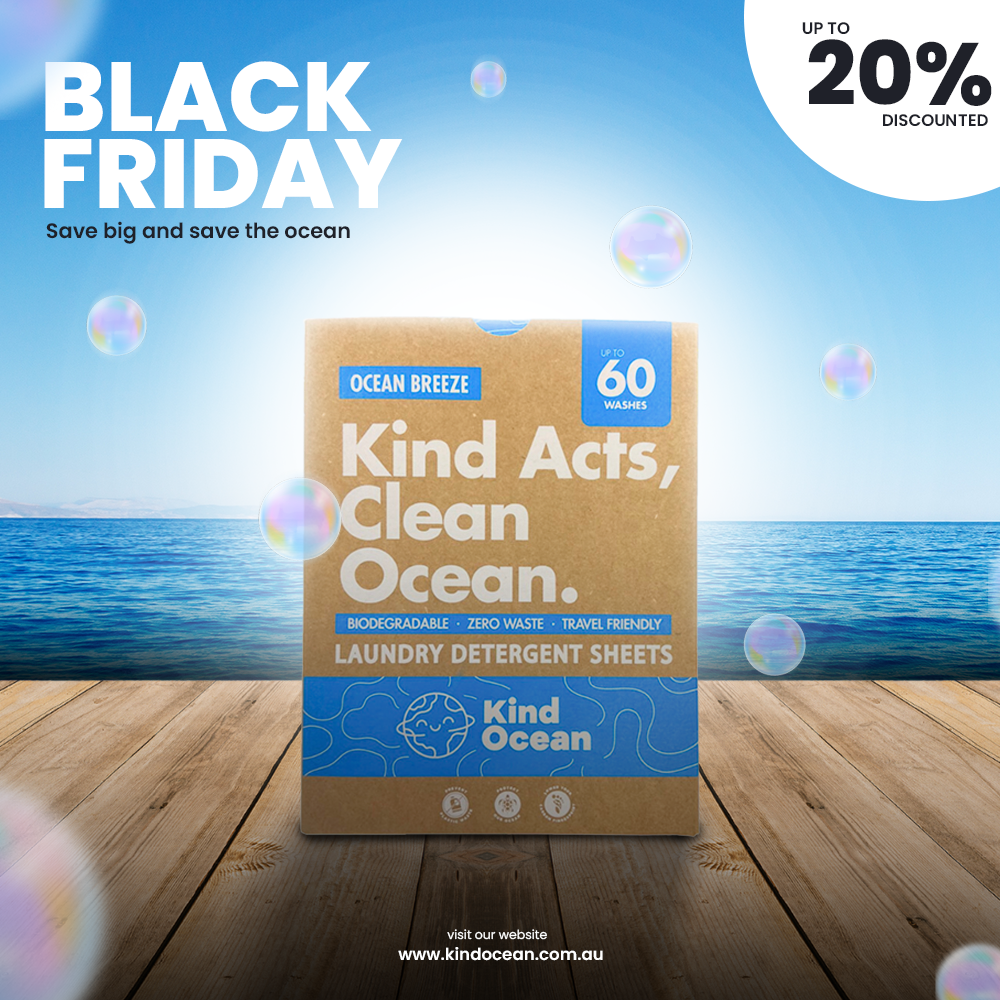 BLACK
FRIDAY
Save big and save the ocean
UP TO
20%
DISCOUNTED
OCEAN BREEZE
UP TO
60
WASHES
Kind Acts,
Clean
Ocean.
BIODEGRADABLE · ZERO WASTE · TRAVEL FRIENDLY
LAUNDRY DETERGENT SHEETS
Kind
Ocean
visit our website
www.kindocean.com.au